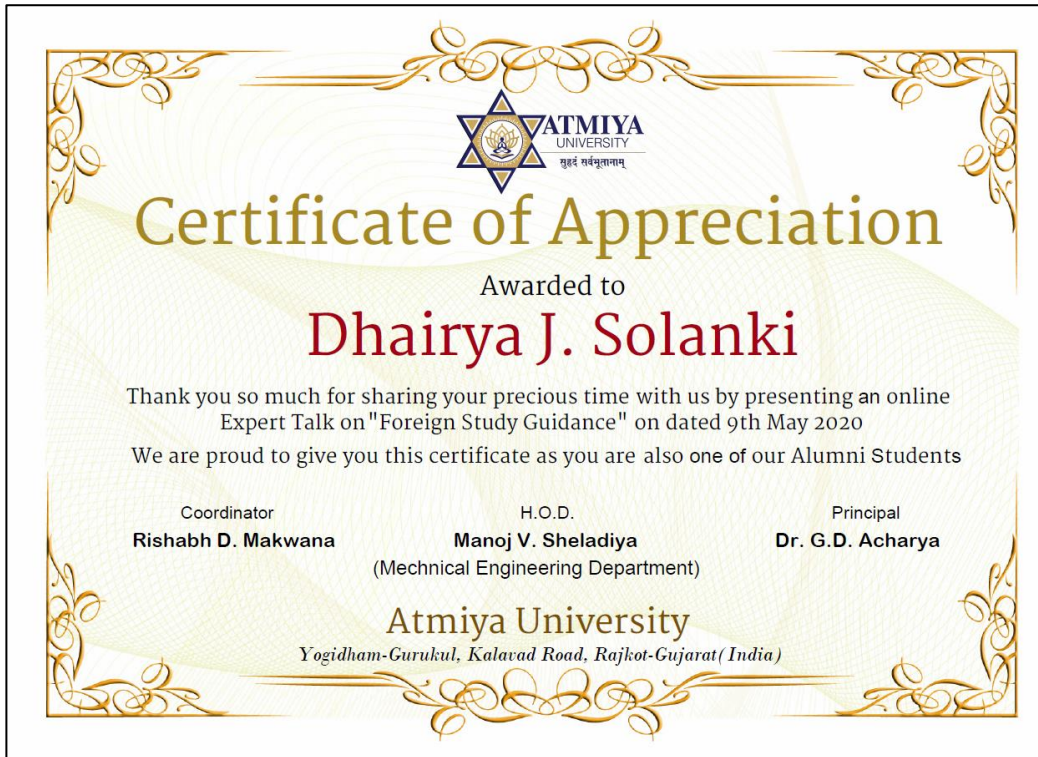 ATMIYA
UNIVERSITY
सुहृदं सर्वभूतानाम्
Certificate of Appreciation
Awarded to
Dhairya J. Solanki
Thank you so much for sharing your precious time with us by presenting an online
Expert Talk on "Foreign Study Guidance" on dated 9th May 2020
We are proud to give you this certificate as you are also one of our Alumni Students
Coordinator H.O.D. Principal
Rishabh D. Makwana Manoj V. Sheladiya Dr. G.D. Acharya
(Mechnical Engineering Department)
Atmiya University
Yogidham-Gurukul, Kalavad Road, Rajkot-Gujarat(India)